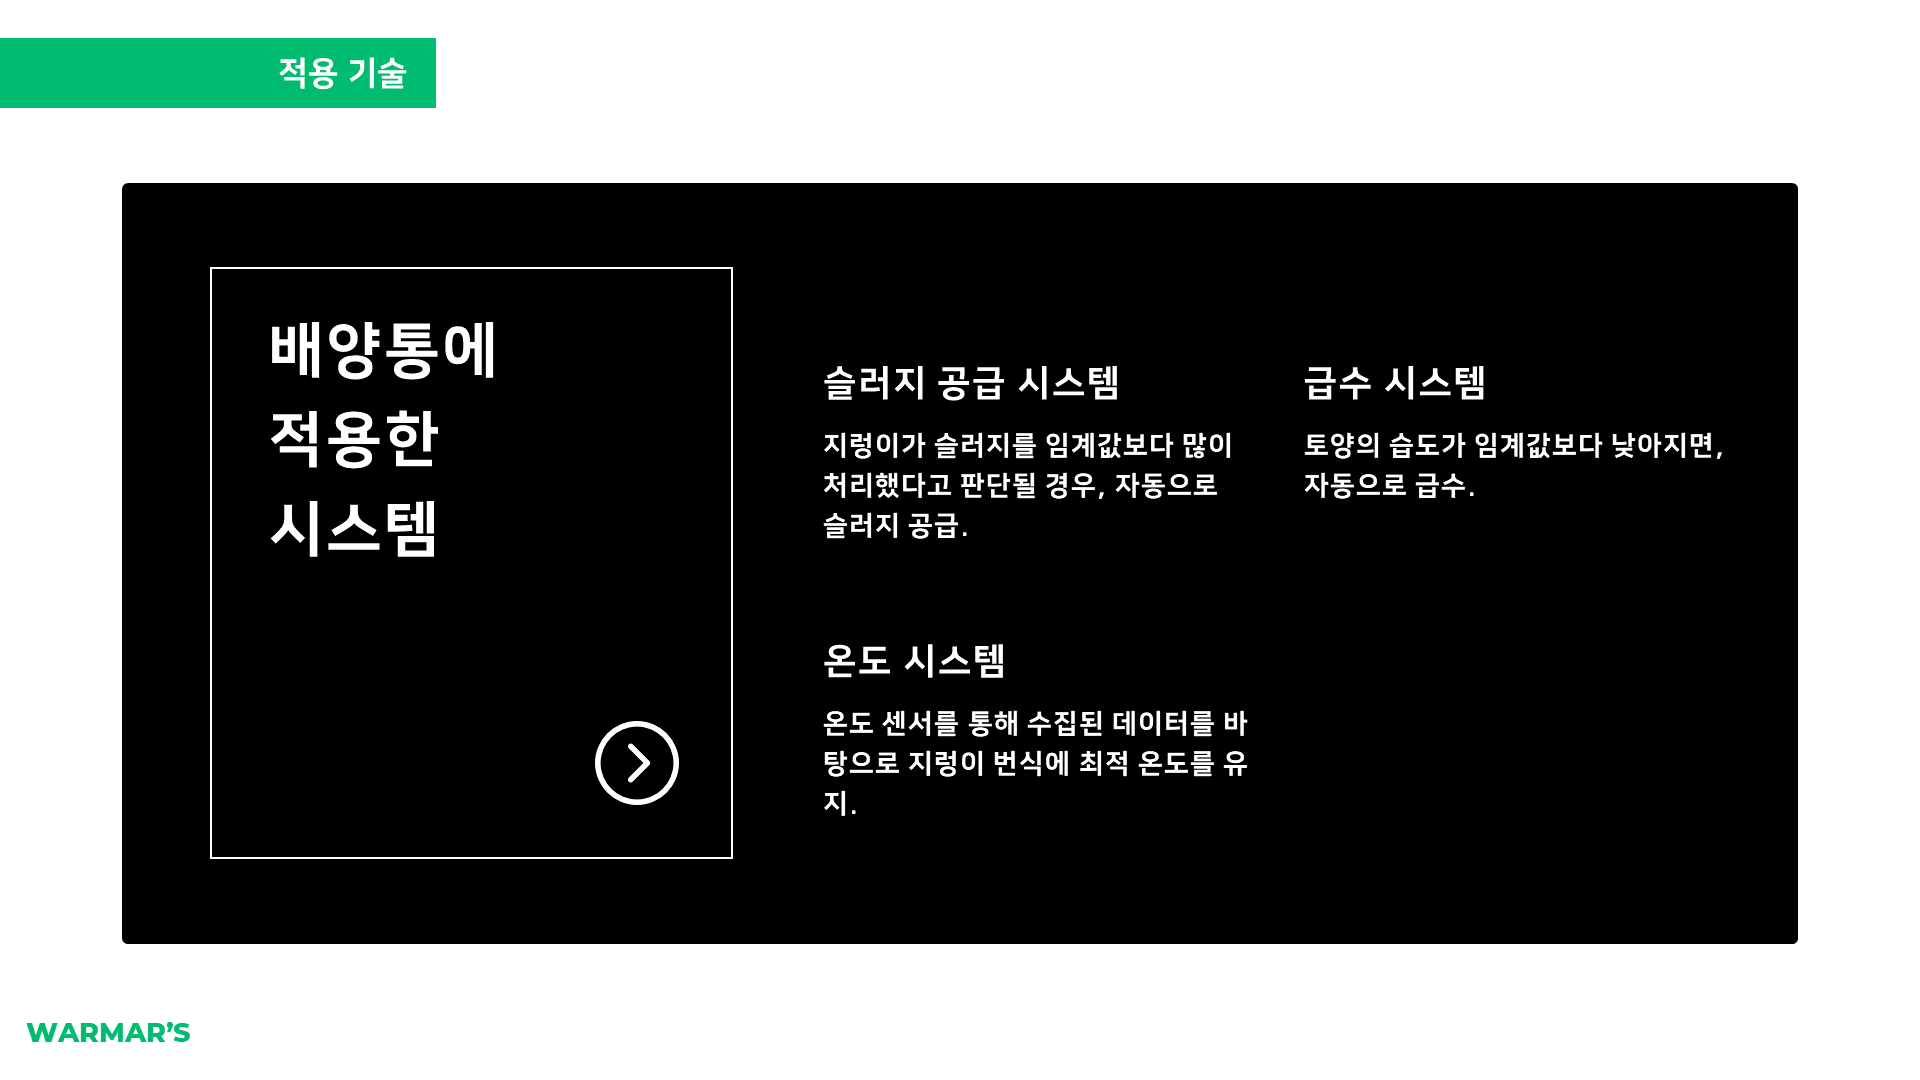 적용 기술
배양통에
적용한
시스템
슬러지 공급 시스템
지렁이가 슬러지를 임계값보다 많이
처리했다고 판단될 경우, 자동으로
슬러지 공급.
급수 시스템
토양의 습도가 임계값보다 낮아지면,
자동으로 급수.
온도 시스템
온도 센서를 통해 수집된 데이터를 바
탕으로 지렁이 번식에 최적 온도를 유
지.
WARMAR’S